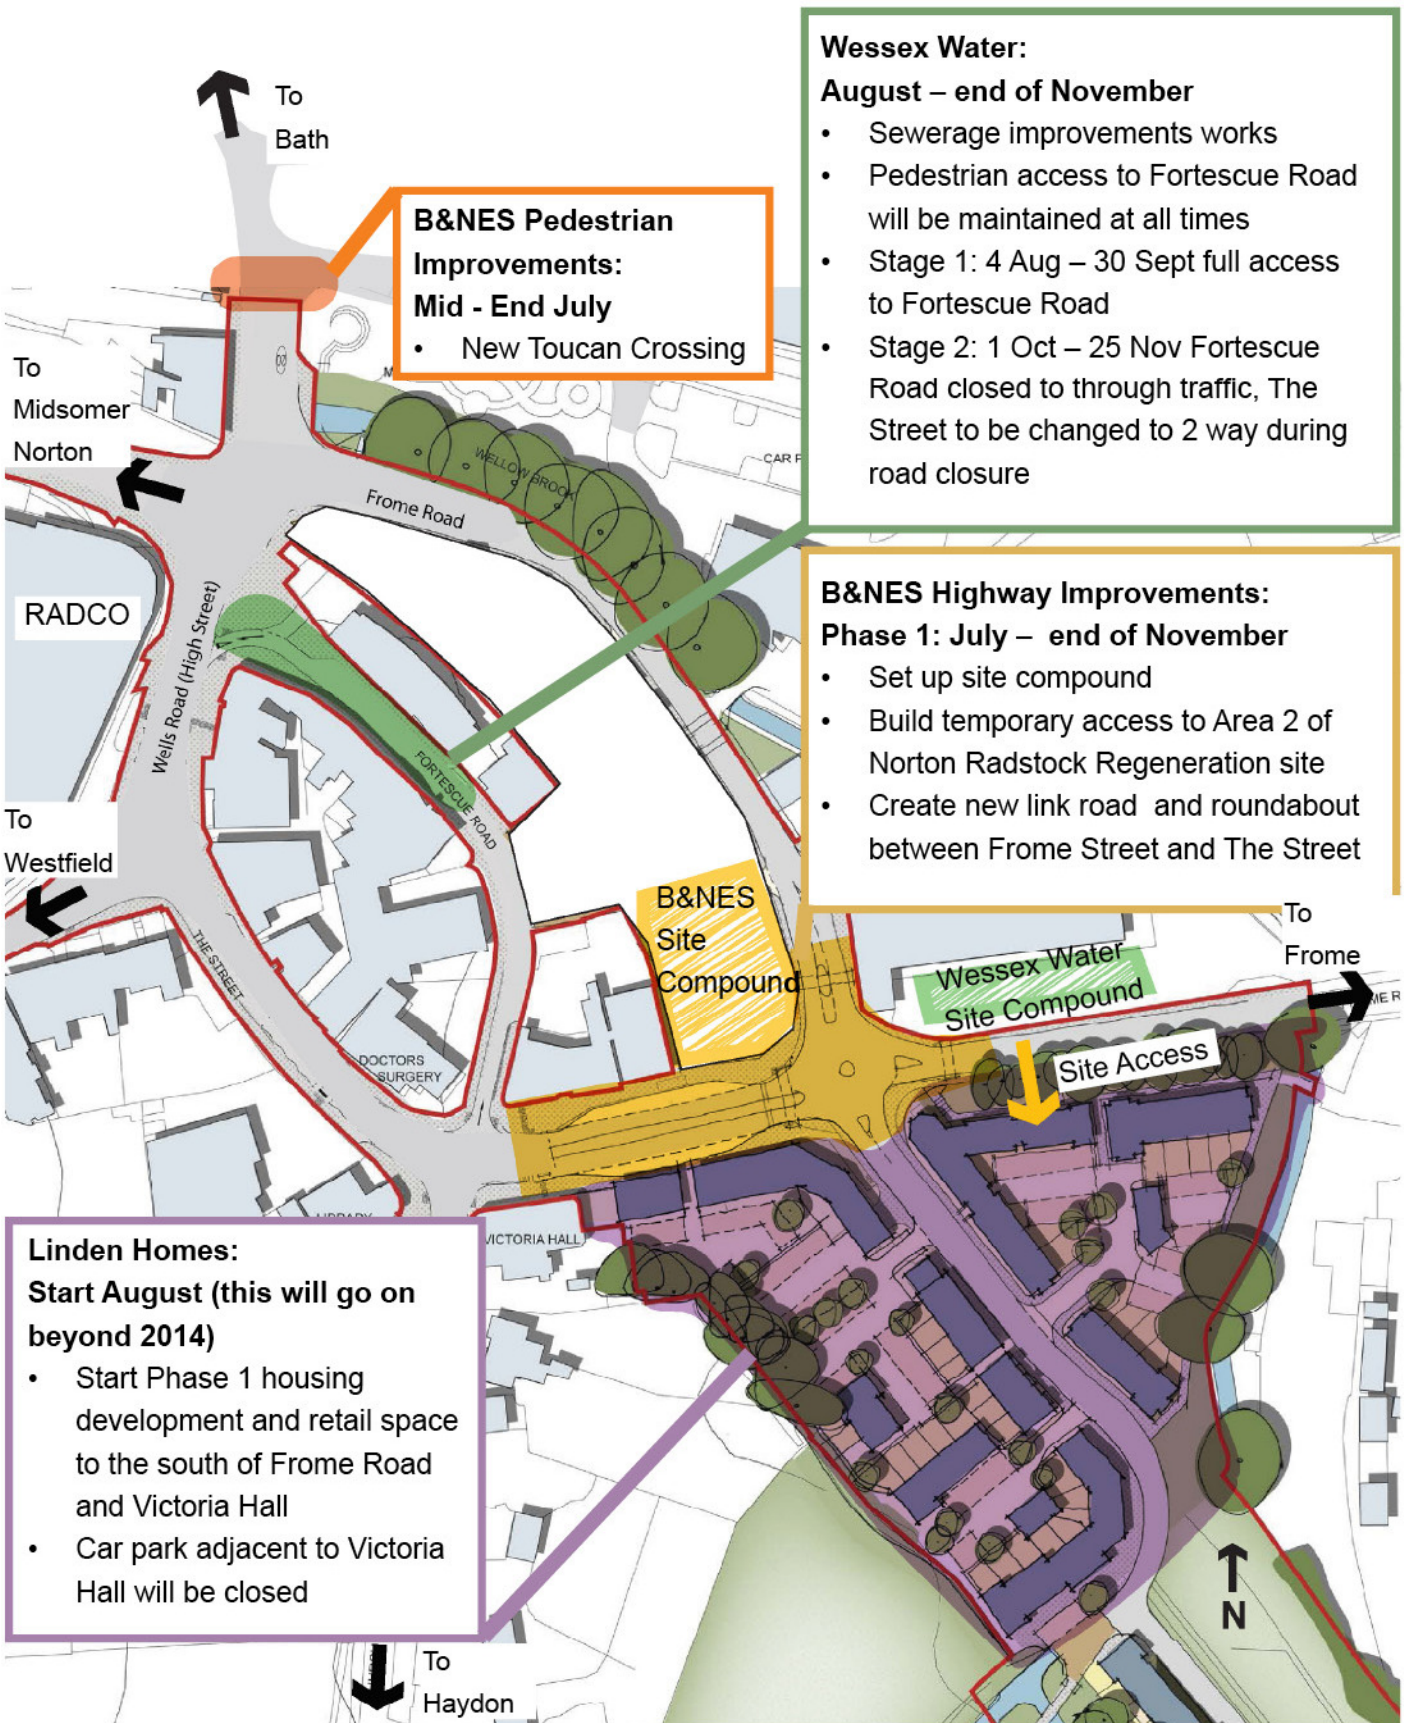 To
Bath
Wessex Water:
August – end of November
• Sewerage improvements works
• Pedestrian access to Fortescue Road
will be maintained at all times
• Stage 1: 4 Aug – 30 Sept full access
to Fortescue Road
• Stage 2: 1 Oct – 25 Nov Fortescue
Road closed to through traffic, The
Street to be changed to 2 way during
road closure
B&NES Pedestrian
Improvements:
Mid - End July
• New Toucan Crossing
To
Midsomer
Norton
WELLOW BROOK
CAR P
Frome Road
RADCO
Wells Road (High Street)
FORTESCUE ROAD
B&NES Highway Improvements:
Phase 1: July – end of November
• Set up site compound
• Build temporary access to Area 2 of
Norton Radstock Regeneration site
• Create new link road and roundabout
between Frome Street and The Street
To
Westfield
THE STREET
B&NES
Site
Compound
Wessex Water
Site Compound
To
Frome
ME R
Site Access
DOCTORS
SURGERY
LIBRARY
VICTORIA HALL
Linden Homes:
Start August (this will go on
beyond 2014)
• Start Phase 1 housing
development and retail space
to the south of Frome Road
and Victoria Hall
• Car park adjacent to Victoria
Hall will be closed
N
To
Haydon